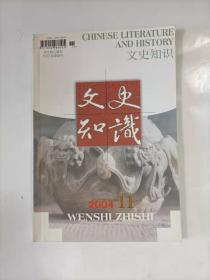 CHINESE LITERATURE
AND HISTORY
文史知识
文史
知識
2004 11
WENSHI ZHISHI